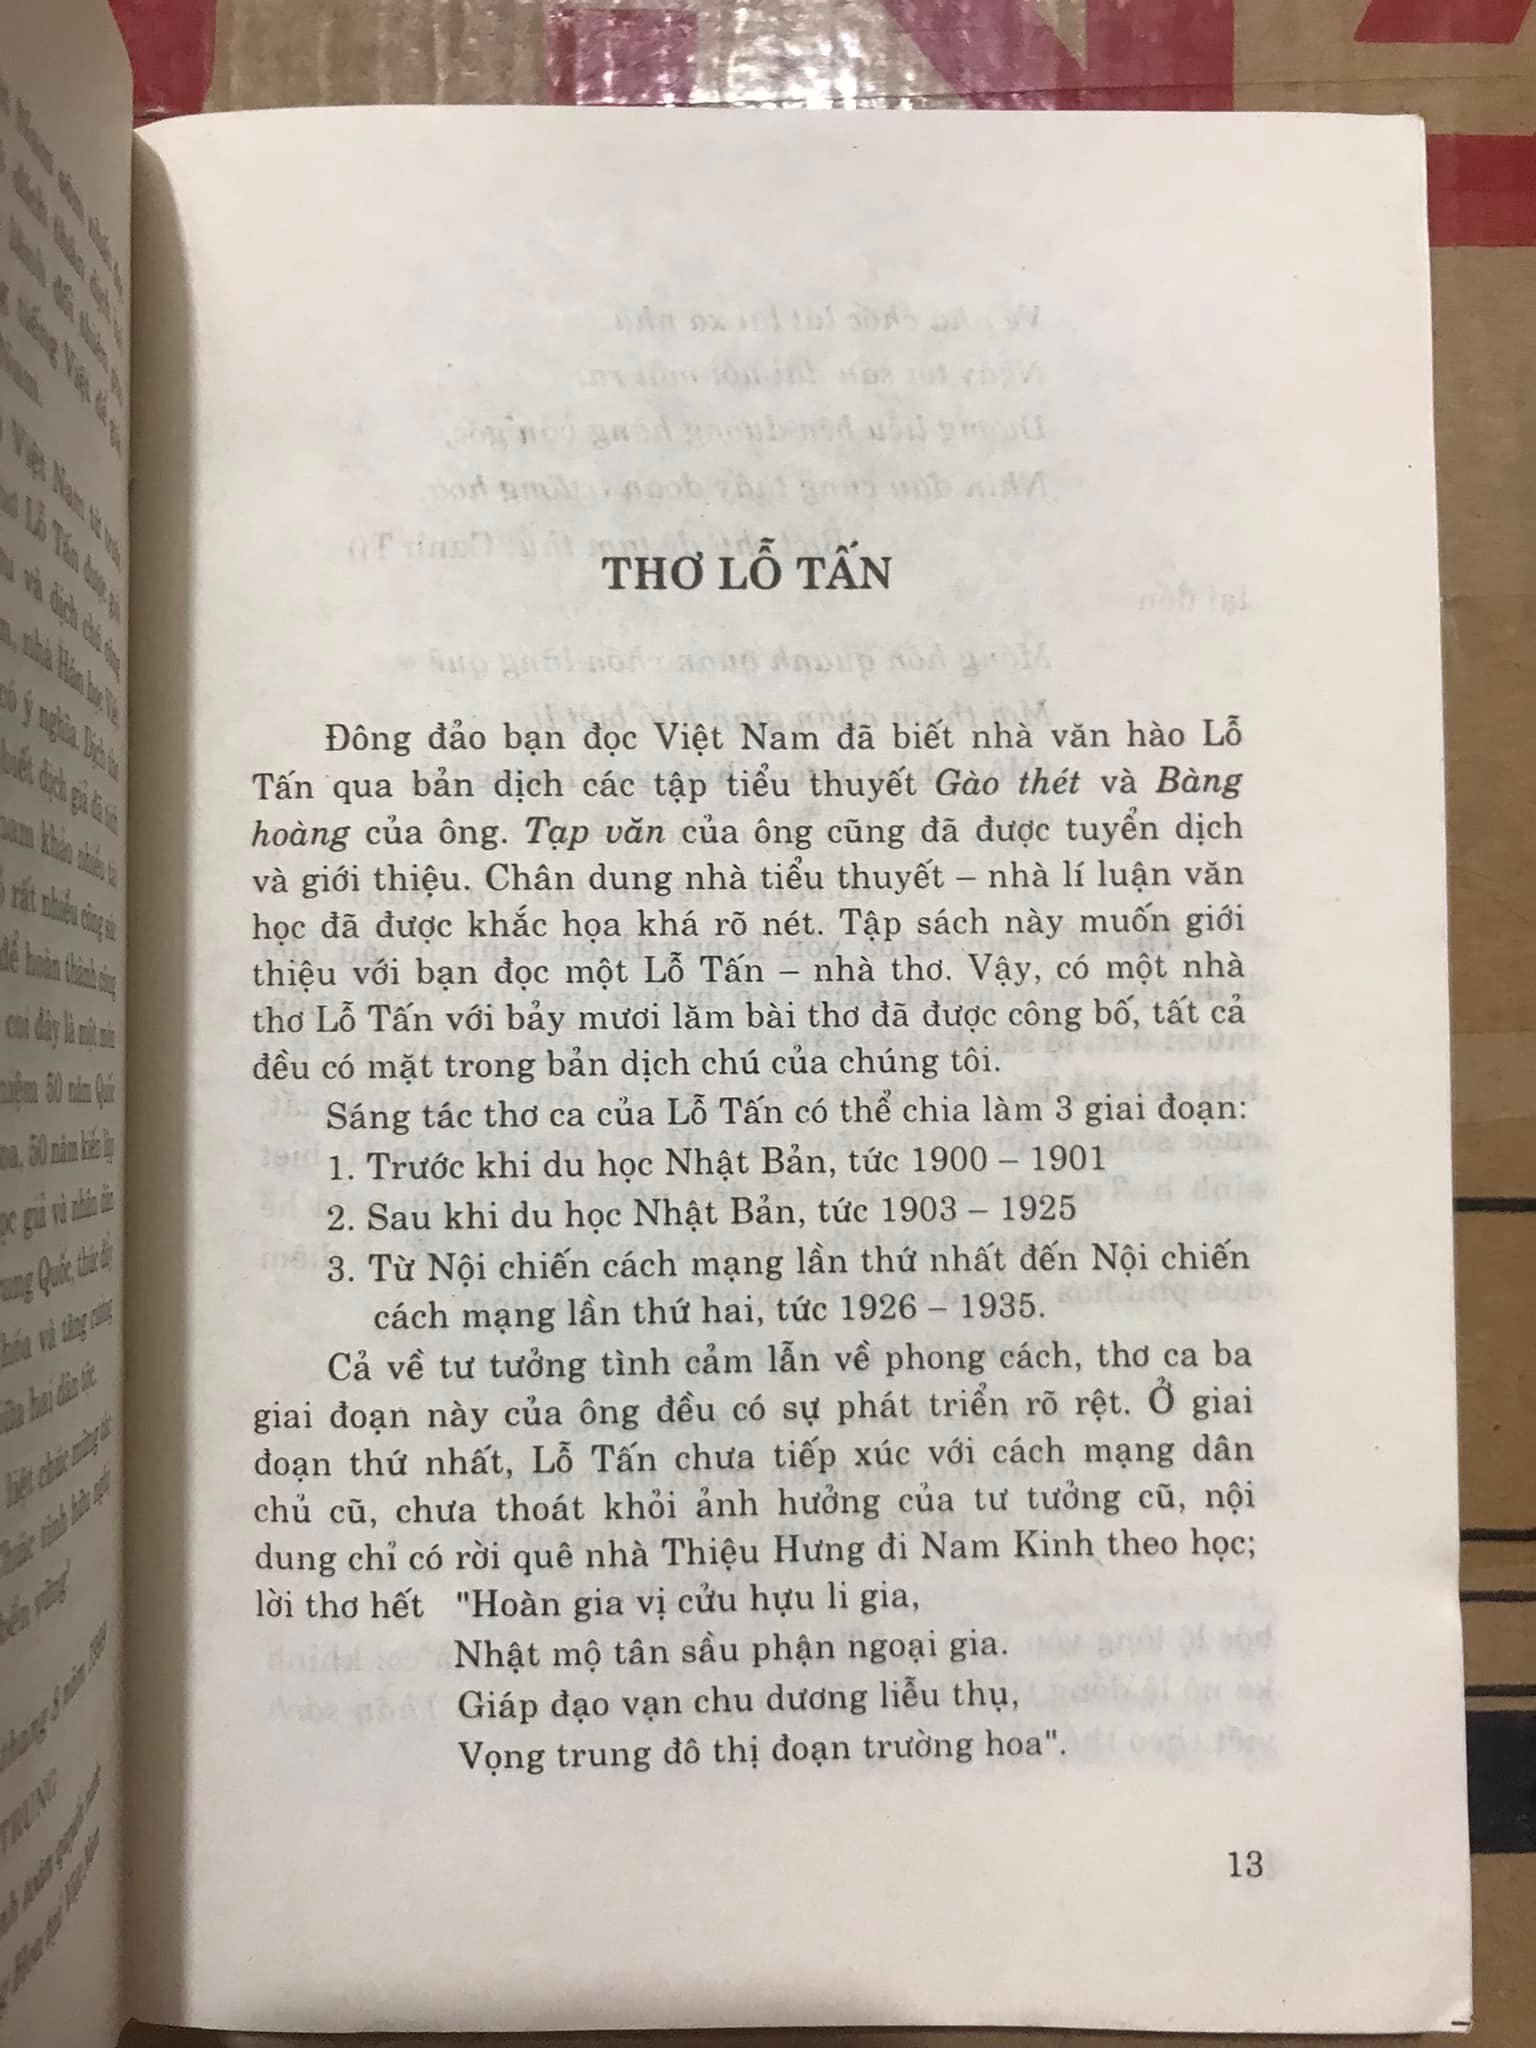 THƠ LỖ TẤN
Đông đảo bạn đọc Việt Nam đã biết nhà văn hào Lỗ
Tấn qua bản dịch các tập tiểu thuyết Gào thét và Bàng
hoàng của ông. Tạp văn của ông cũng đã được tuyển dịch
và giới thiệu. Chân dung nhà tiểu thuyết – nhà lí luận văn
học đã được khắc họa khá rõ nét. Tập sách này muốn giới
thiệu với bạn đọc một Lỗ Tấn – nhà thơ. Vậy, có một nhà
thơ Lỗ Tấn với bảy mươi lăm bài thơ đã được công bố, tất cả
đều có mặt trong bản dịch chú của chúng tôi.
Sáng tác thơ ca của Lỗ Tấn có thể chia làm 3 giai đoạn:
1. Trước khi du học Nhật Bản, tức 1900 – 1901
2. Sau khi du học Nhật Bản, tức 1903 – 1925
3. Từ Nội chiến cách mạng lần thứ nhất đến Nội chiến
cách mạng lần thứ hai, tức 1926 – 1935.
Cả về tư tưởng tình cảm lẫn về phong cách, thơ ca ba
giai đoạn này của ông đều có sự phát triển rõ rệt. Ở giai
đoạn thứ nhất, Lỗ Tấn chưa tiếp xúc với cách mạng dân
chủ cũ, chưa thoát khỏi ảnh hưởng của tư tưởng cũ, nội
dung chỉ có rời quê nhà Thiệu Hưng đi Nam Kinh theo học;
lời thơ hết "Hoàn gia vị cửu hựu li gia,
Nhật mộ tân sầu phận ngoại gia.
Giáp đạo vạn chu dương liễu thụ,
Vọng trung đô thị đoạn trường hoa".
13